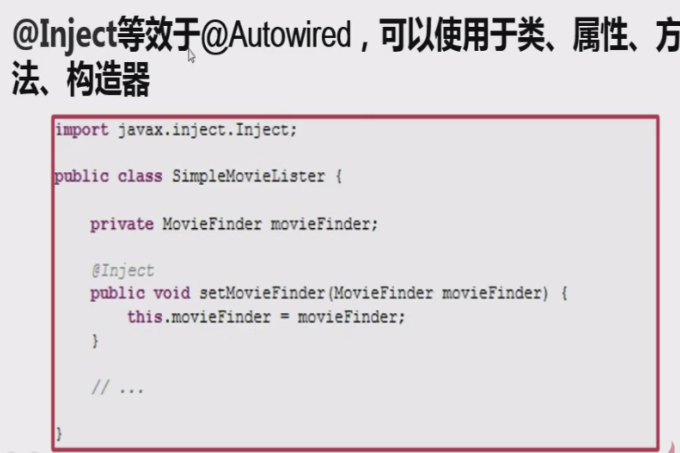 @Inject等效于@Autowired，可以使用于类、属性、方
法、构造器
import javax.inject.Inject;
public class SimpleMovieLister {
private MovieFinder movieFinder;
@Inject
public void setMovieFinder(MovieFinder movieFinder) {
this.movieFinder = movieFinder;
}
// ...
}